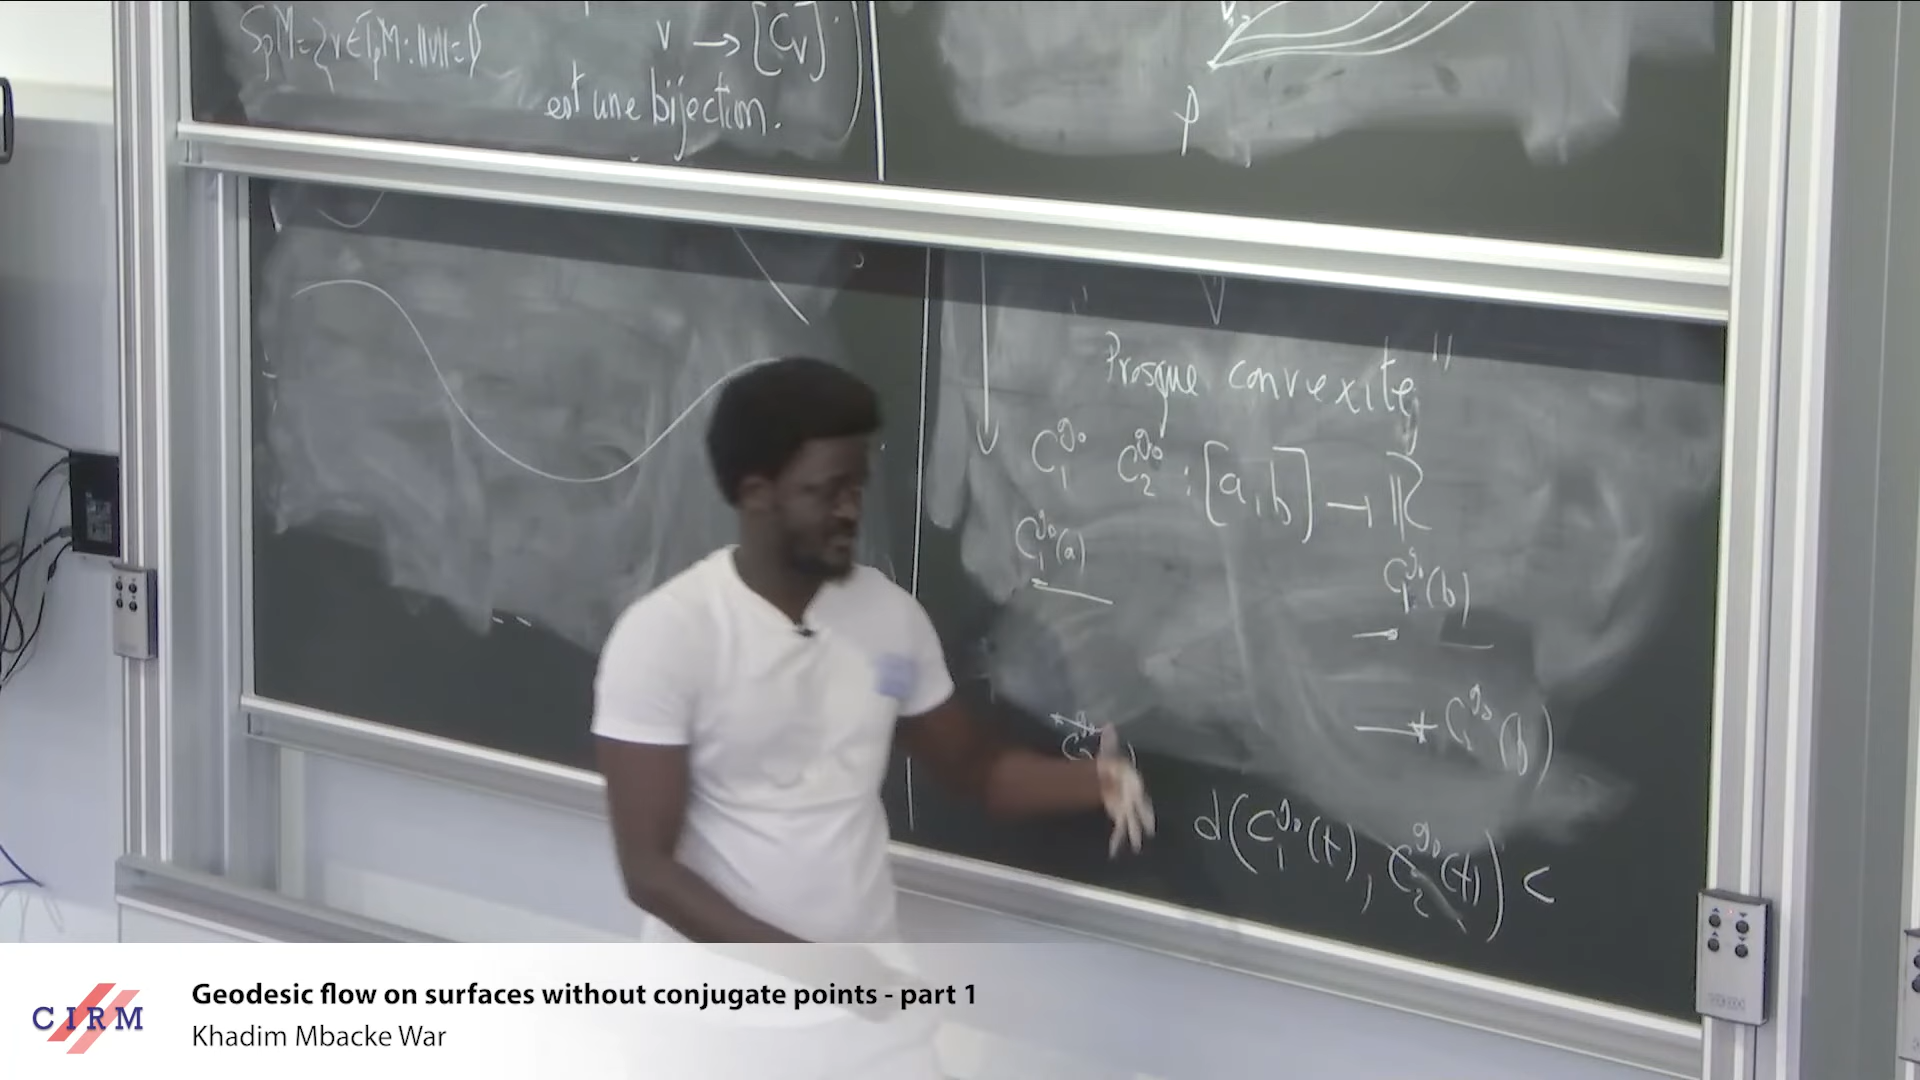 SpM = {v ∈ TpM : ||v|| = 1}
v → [Cv]
est une bijection.
p
"Presque convexité"
C₁^g₀ C₂^g₀ : [a,b] → ℝ
C₁^g₀(a)
C₁^g₀(b)
C₂^g₀(b)
d(C₁^g₀(t), C₂^g₀(t)) <
CIRM
Geodesic flow on surfaces without conjugate points - part 1
Khadim Mbacke War